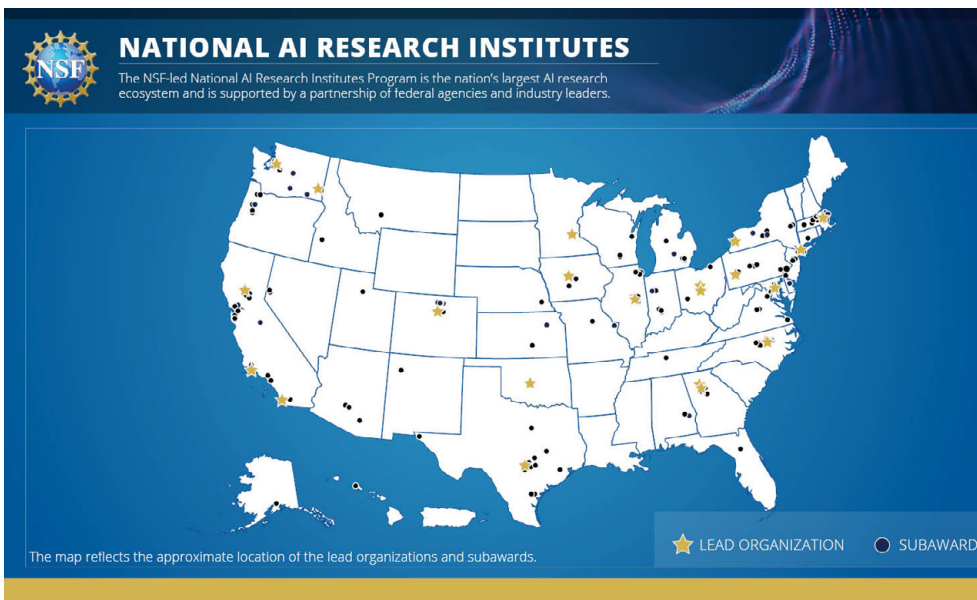 NSF
NATIONAL AI RESEARCH INSTITUTES
The NSF-led National AI Research Institutes Program is the nation's largest AI research
ecosystem and is supported by a partnership of federal agencies and industry leaders.
The map reflects the approximate location of the lead organizations and subawards.
LEAD ORGANIZATION
SUBAWARD